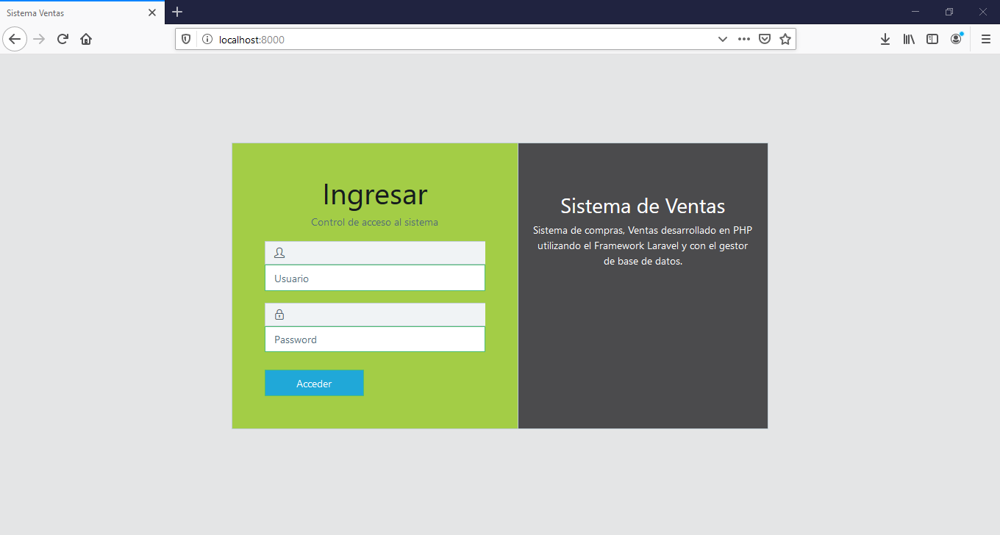 Sistema Ventas
localhost:8000
Ingresar
Control de acceso al sistema
Usuario
Password
Acceder
Sistema de Ventas
Sistema de compras, Ventas desarrollado en PHP
utilizando el Framework Laravel y con el gestor
de base de datos.